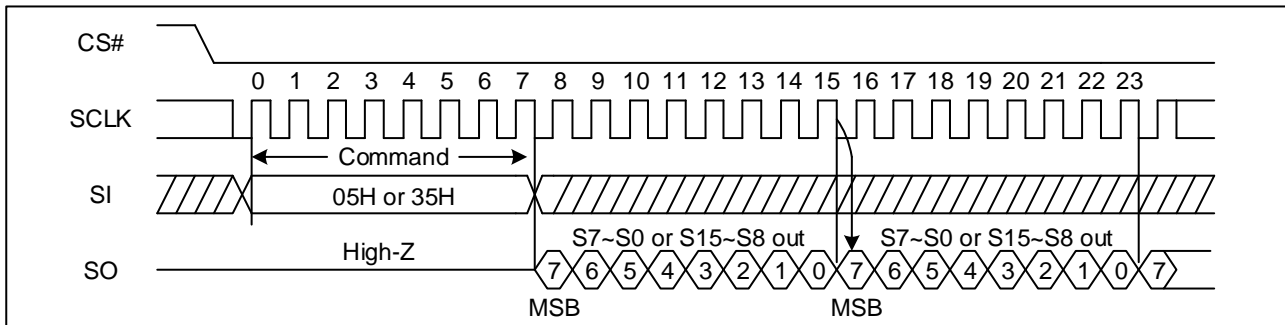 CS#
0 1 2 3 4 5 6 7 8 9 10 11 12 13 14 15 16 17 18 19 20 21 22 23
SCLK
Command
SI
05H or 35H
High-Z
S7~S0 or S15~S8 out
S7~S0 or S15~S8 out
SO
7 6 5 4 3 2 1 0 7 6 5 4 3 2 1 0 7
MSB
MSB